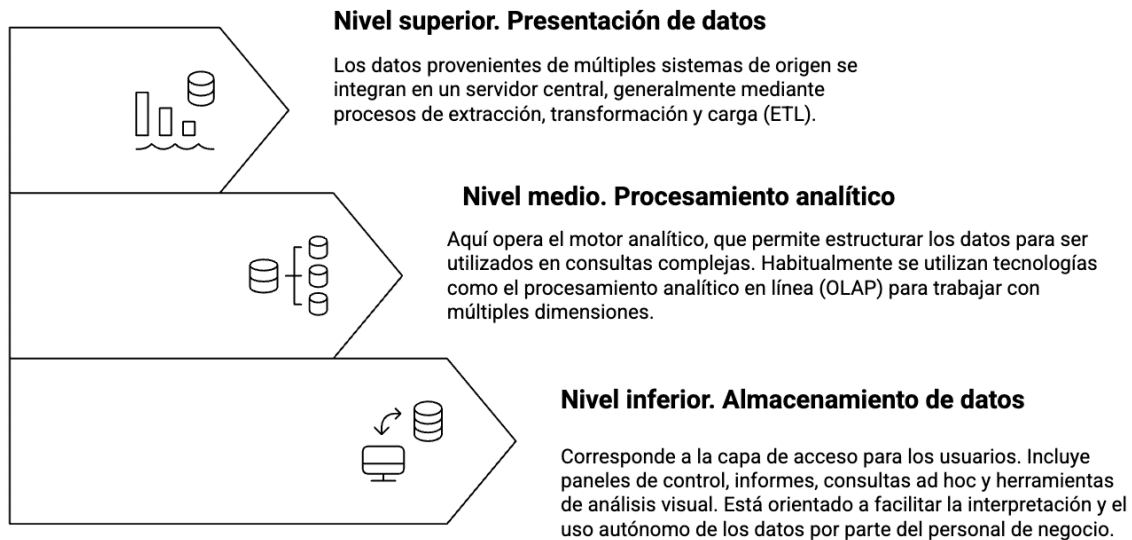 Nivel superior. Presentación de datos
Los datos provenientes de múltiples sistemas de origen se
integran en un servidor central, generalmente mediante
procesos de extracción, transformación y carga (ETL).
Nivel medio. Procesamiento analítico
Aquí opera el motor analítico, que permite estructurar los datos para ser
utilizados en consultas complejas. Habitualmente se utilizan tecnologías
como el procesamiento analítico en línea (OLAP) para trabajar con
múltiples dimensiones.
Nivel inferior. Almacenamiento de datos
Corresponde a la capa de acceso para los usuarios. Incluye
paneles de control, informes, consultas ad hoc y herramientas
de análisis visual. Está orientado a facilitar la interpretación y el
uso autónomo de los datos por parte del personal de negocio.